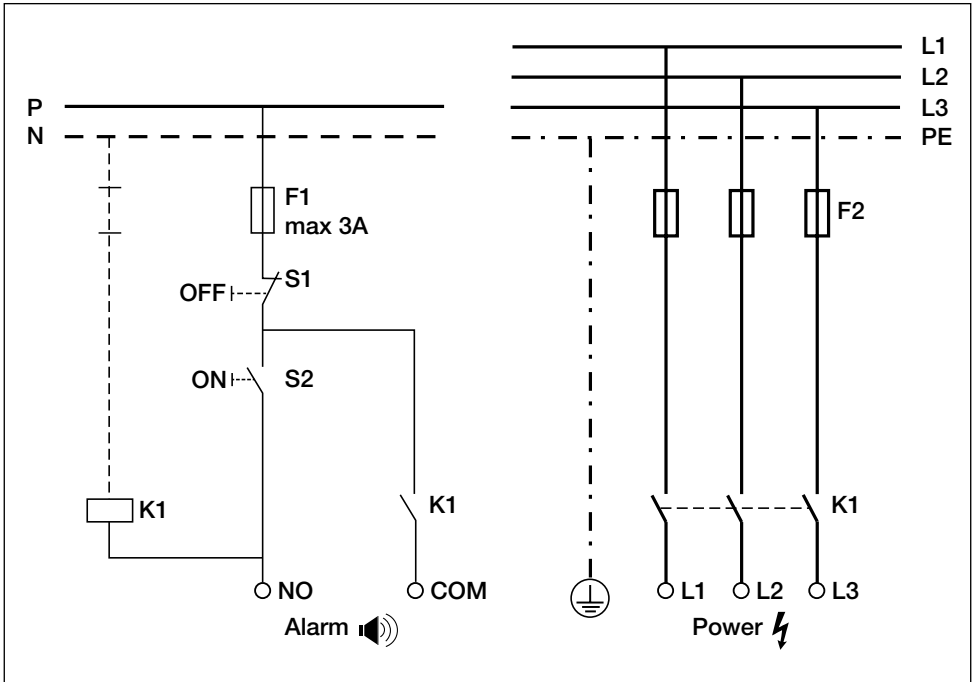 L1
L2
P
L3
N
PE
F1
max 3A
F2
S1
OFF
ON
S2
K1
K1
K1
NO
COM
L1
L2
L3
Alarm
Power